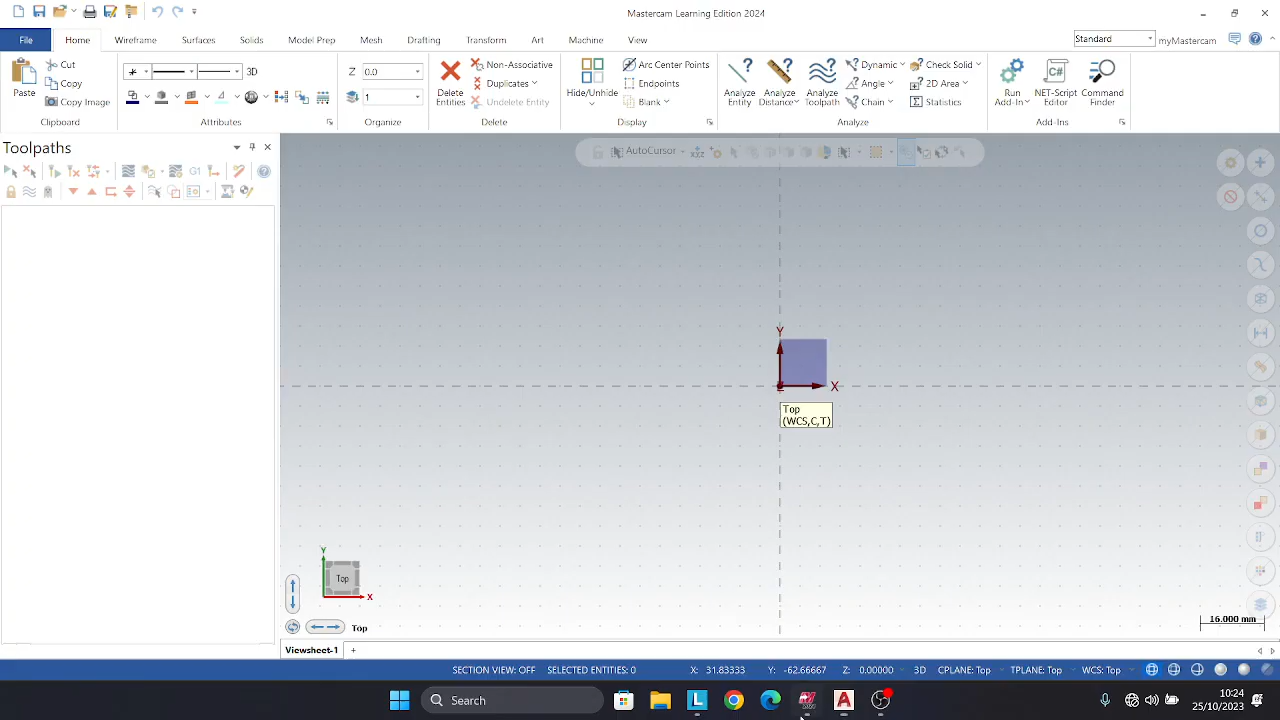 Mastercam Learning Edition 2024
File
Home
Wireframe
Surfaces
Solids
Model Prep
Mesh
Drafting
Transform
Art
Machine
View
Standard
myMastercam
Paste
Cut
Copy
Copy Image
Clipboard
3D
Attributes
Z
0.0
1
Organize
Delete
Entities
Non-Associative
Duplicates
Undelete Entity
Delete
Hide/Unhide
Arc Center Points
Endpoints
Blank
Display
Analyze
Entity
Analyze
Distance
Analyze
Toolpath
Dynamic
Angle
Chain
Check Solid
2D Area
Statistics
Analyze
Run
Add-In
C#
NET-Script
Editor
Command
Finder
Add-Ins
Toolpaths
G1
AutoCursor
xyz
Y
X
Z
Top
(WCS,C,T)
Y
Top
X
Top
16.000 mm
Viewsheet-1
+
SECTION VIEW: OFF
SELECTED ENTITIES: 0
X: 31.83333
Y: -62.66667
Z: 0.00000
3D
CPLANE: Top
TPLANE: Top
WCS: Top
Search
L
A
10:24
25/10/2023